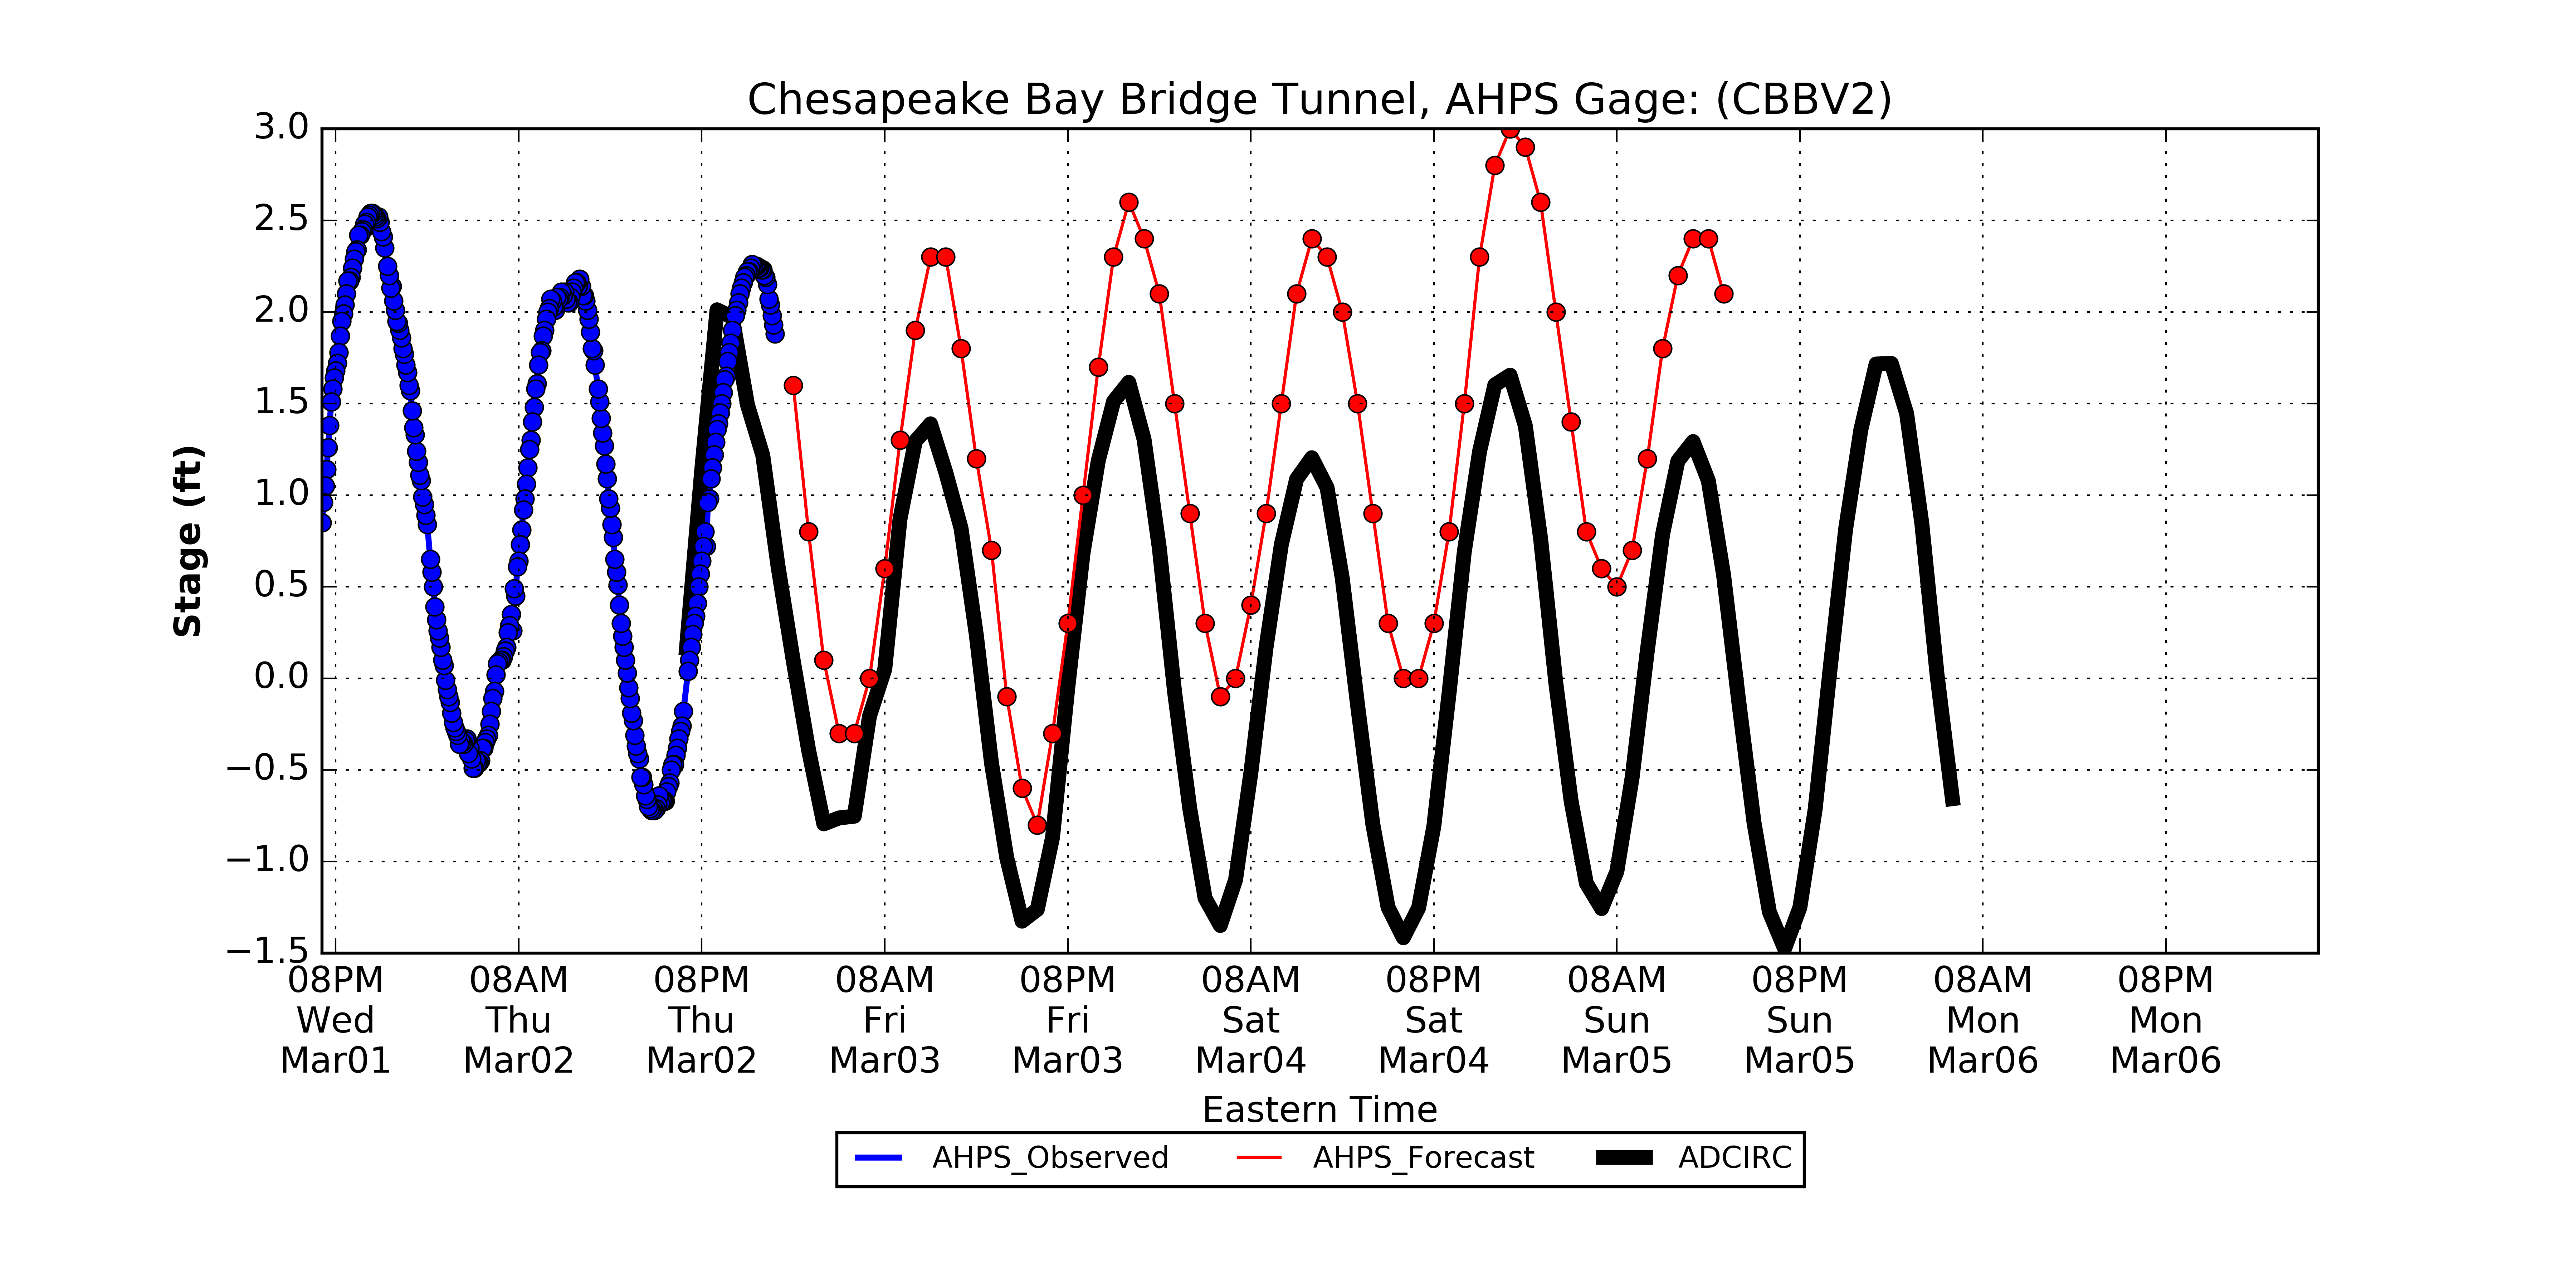 Chesapeake Bay Bridge Tunnel, AHPS Gage: (CBBV2)
3.0
2.5
2.0
1.5
1.0
0.5
0.0
−0.5
−1.0
−1.5
Stage (ft)
08PM 08AM 08PM 08AM 08PM 08AM 08PM 08AM 08PM 08AM 08PM
Wed Thu Thu Fri Fri Sat Sat Sun Sun Mon Mon
Mar01 Mar02 Mar02 Mar03 Mar03 Mar04 Mar04 Mar05 Mar05 Mar06 Mar06
Eastern Time
AHPS_Observed AHPS_Forecast ADCIRC